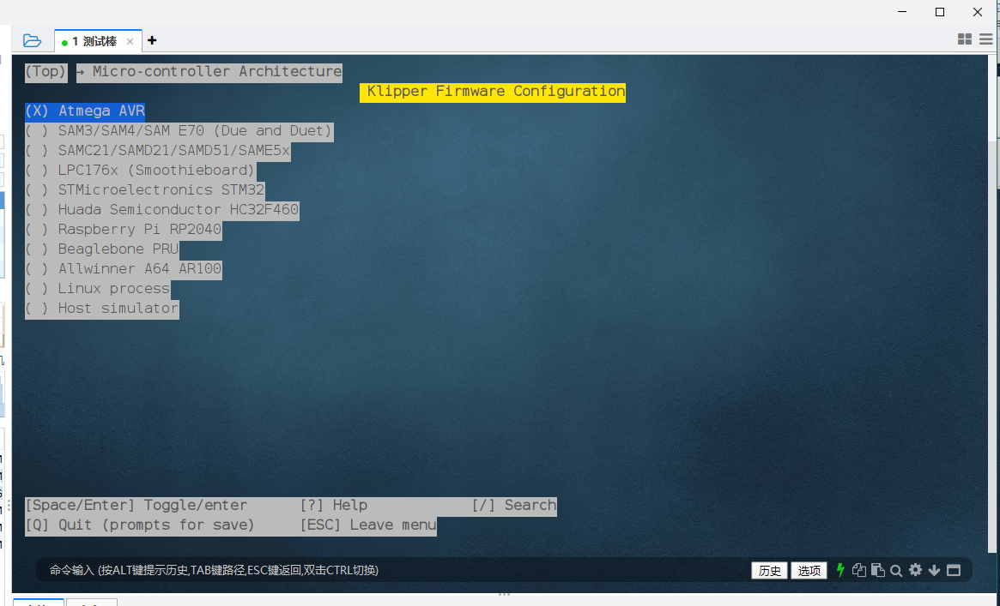 1 测试棒
(Top) → Micro-controller Architecture
Klipper Firmware Configuration
(X) Atmega AVR
( ) SAM3/SAM4/SAM E70 (Due and Duet)
( ) SAMC21/SAMD21/SAMD51/SAME5x
( ) LPC176x (Smoothieboard)
( ) STMicroelectronics STM32
( ) Huada Semiconductor HC32F460
( ) Raspberry Pi RP2040
( ) Beaglebone PRU
( ) Allwinner A64 AR100
( ) Linux process
( ) Host simulator
[Space/Enter] Toggle/enter [?] Help [/] Search
[Q] Quit (prompts for save) [ESC] Leave menu
命令输入 (按ALT键提示历史,TAB键路径,ESC键返回,双击CTRL切换) 历史 选项